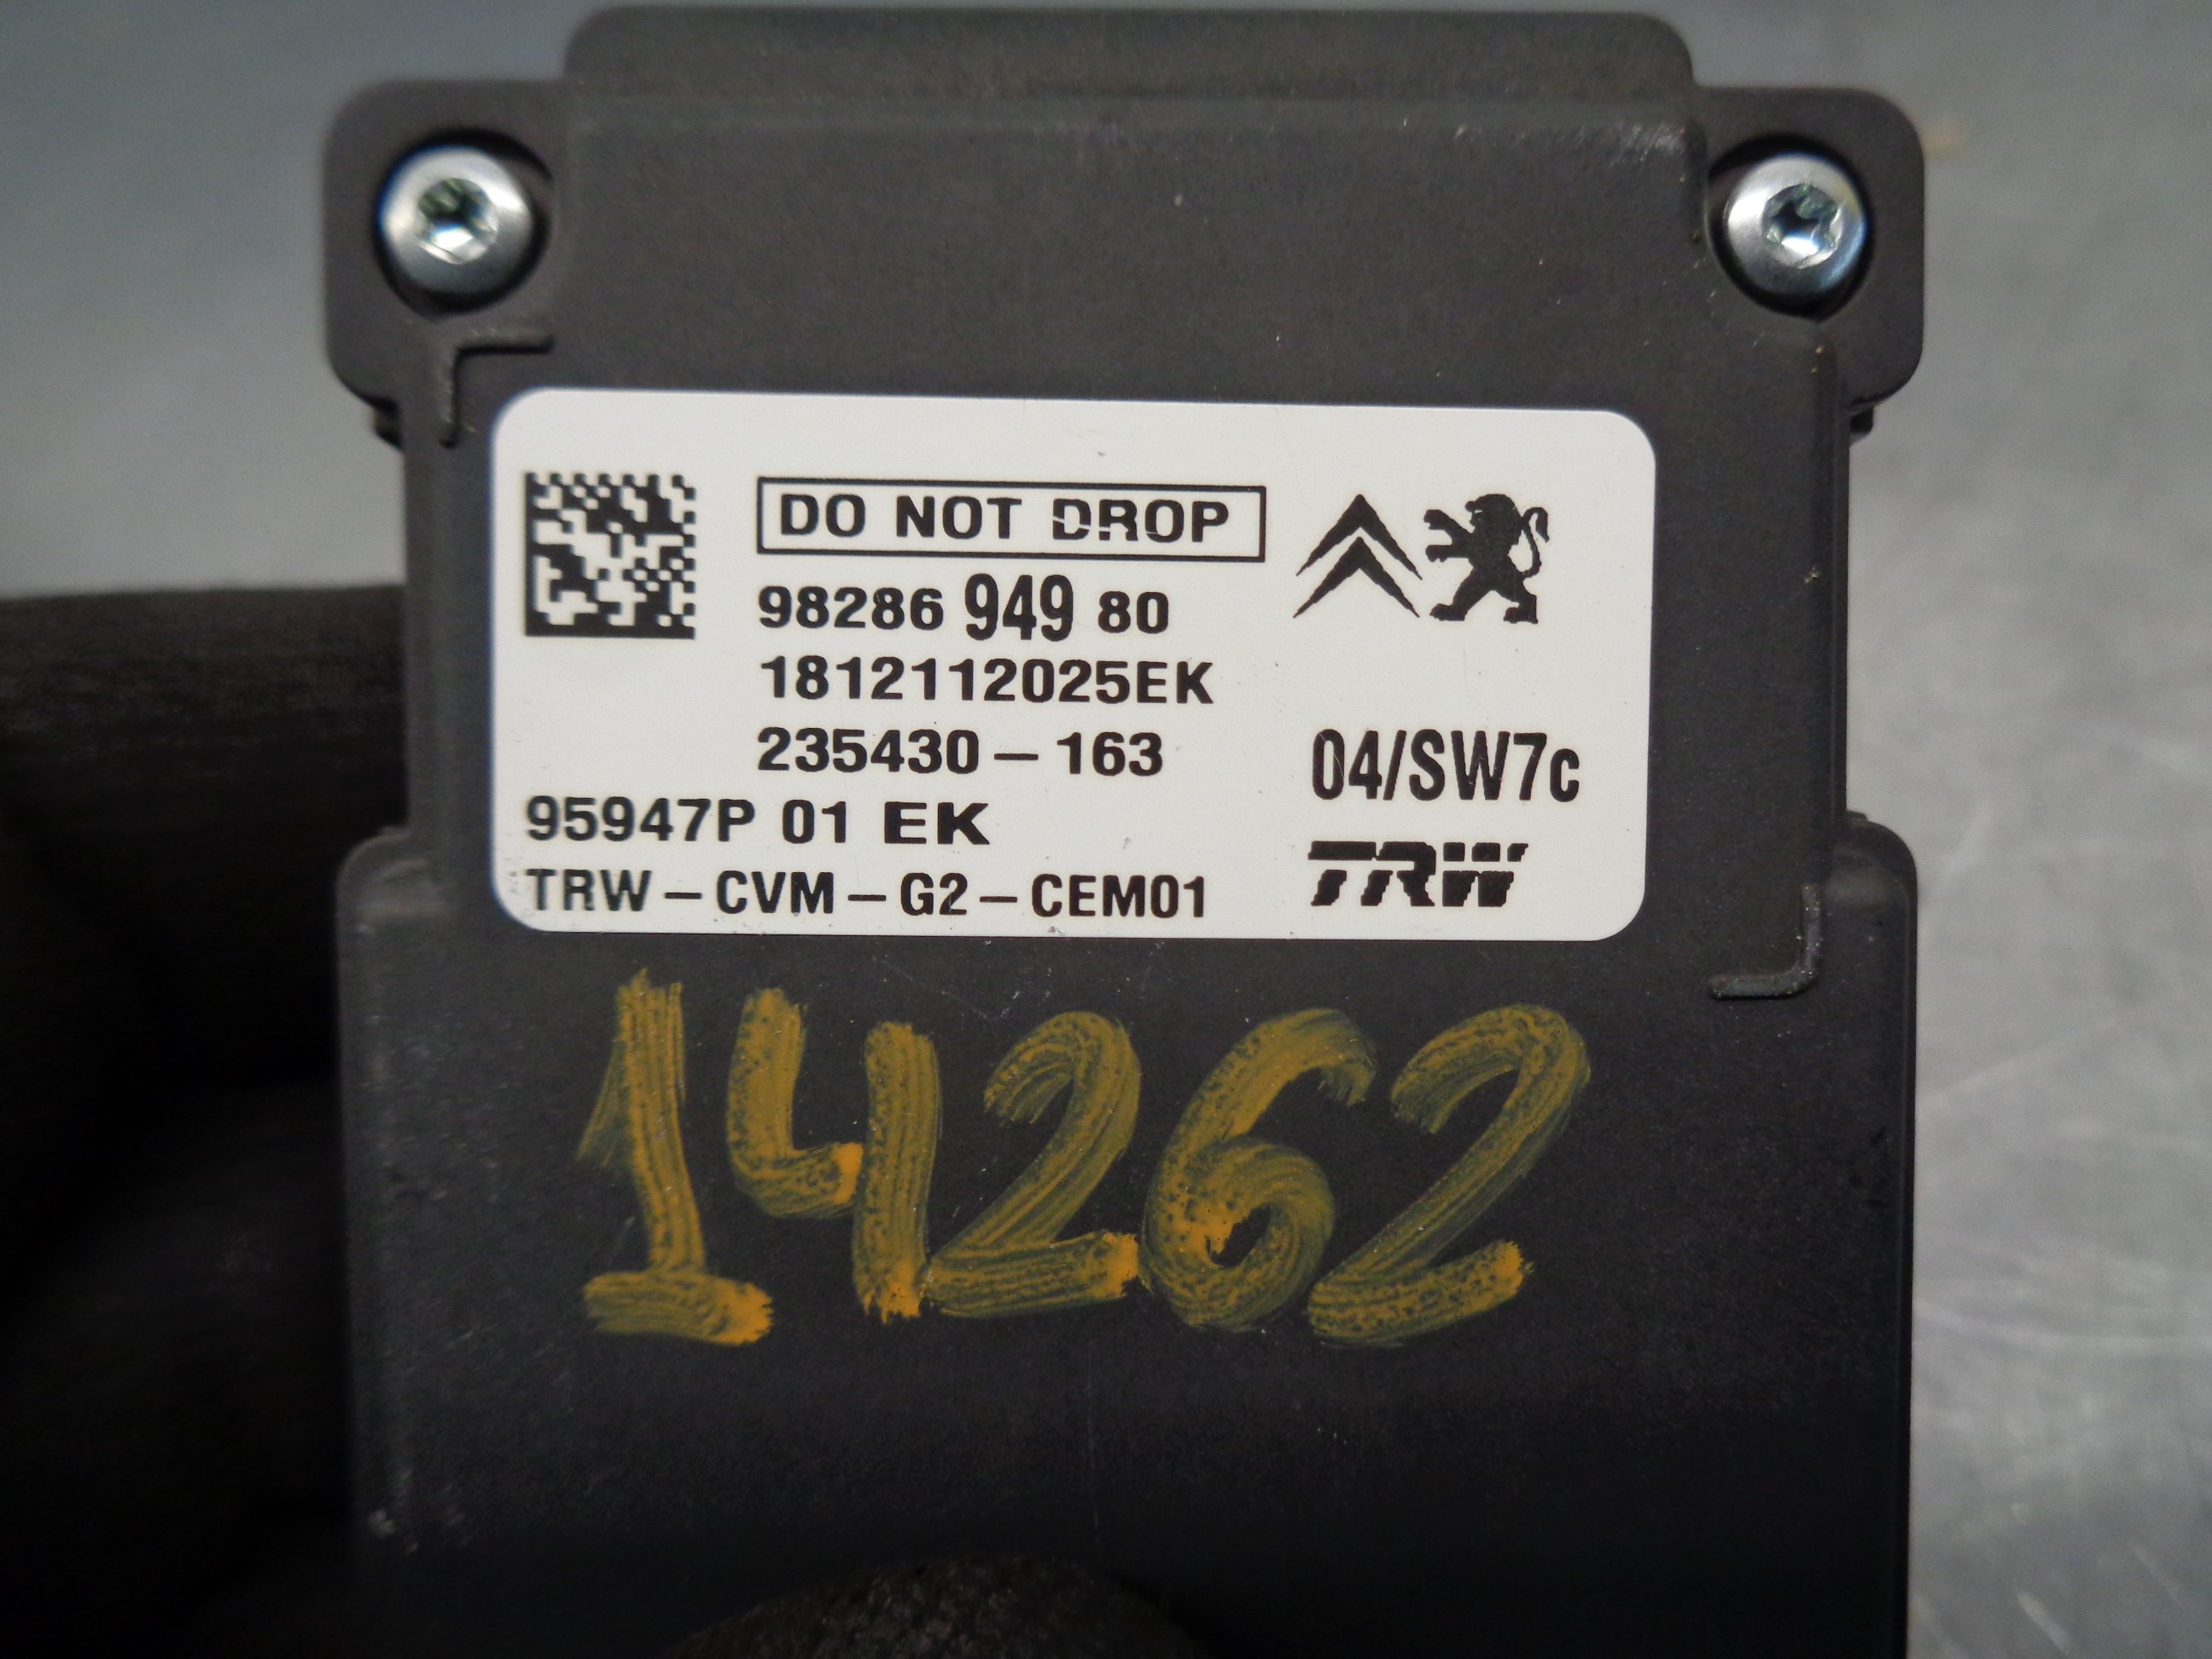 DO NOT DROP
98286 949 80
1812112025EK
235430-163
04/SW7c
95947P 01 EK
TRW
TRW-CVM-G2-CEM01
14262